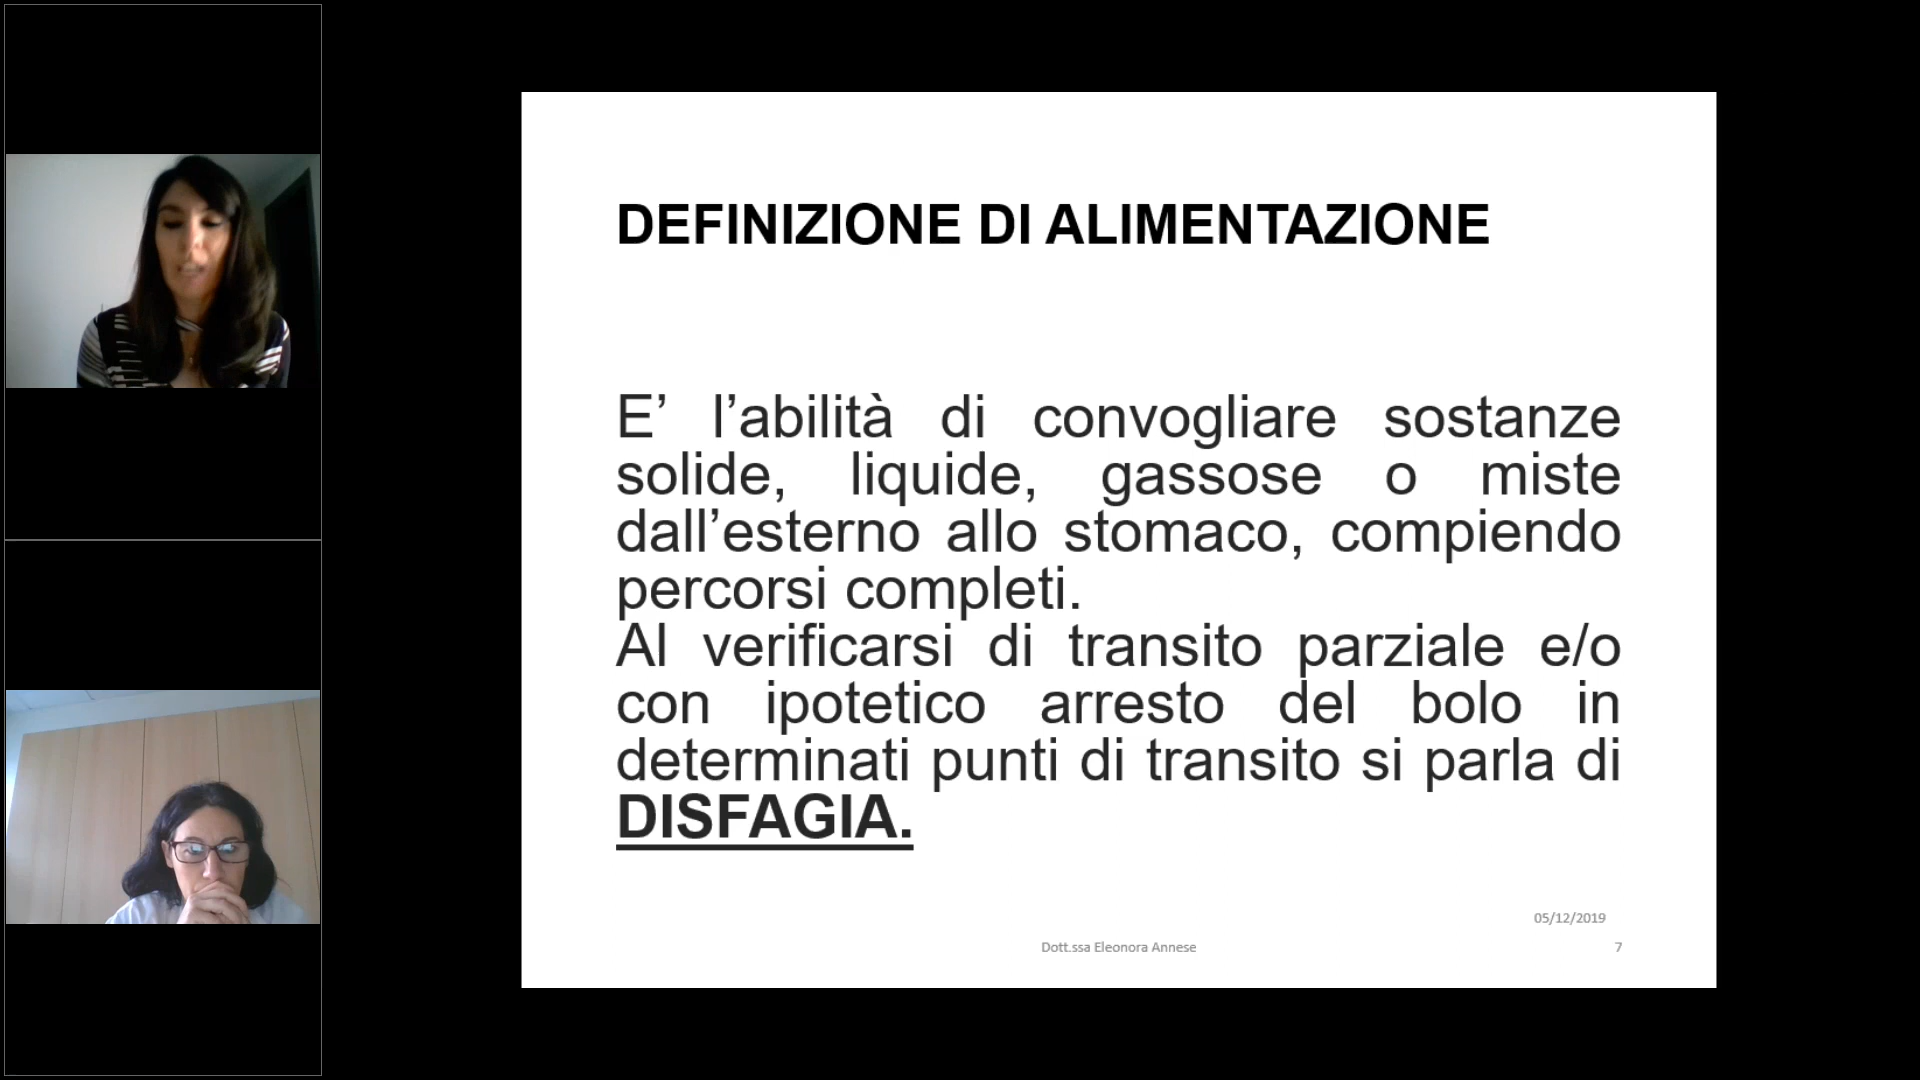 DEFINIZIONE DI ALIMENTAZIONE
E’ l’abilità di convogliare sostanze
solide, liquide, gassose o miste
dall’esterno allo stomaco, compiendo
percorsi completi.
Al verificarsi di transito parziale e/o
con ipotetico arresto del bolo in
determinati punti di transito si parla di
DISFAGIA.
05/12/2019
Dott.ssa Eleonora Annese
7